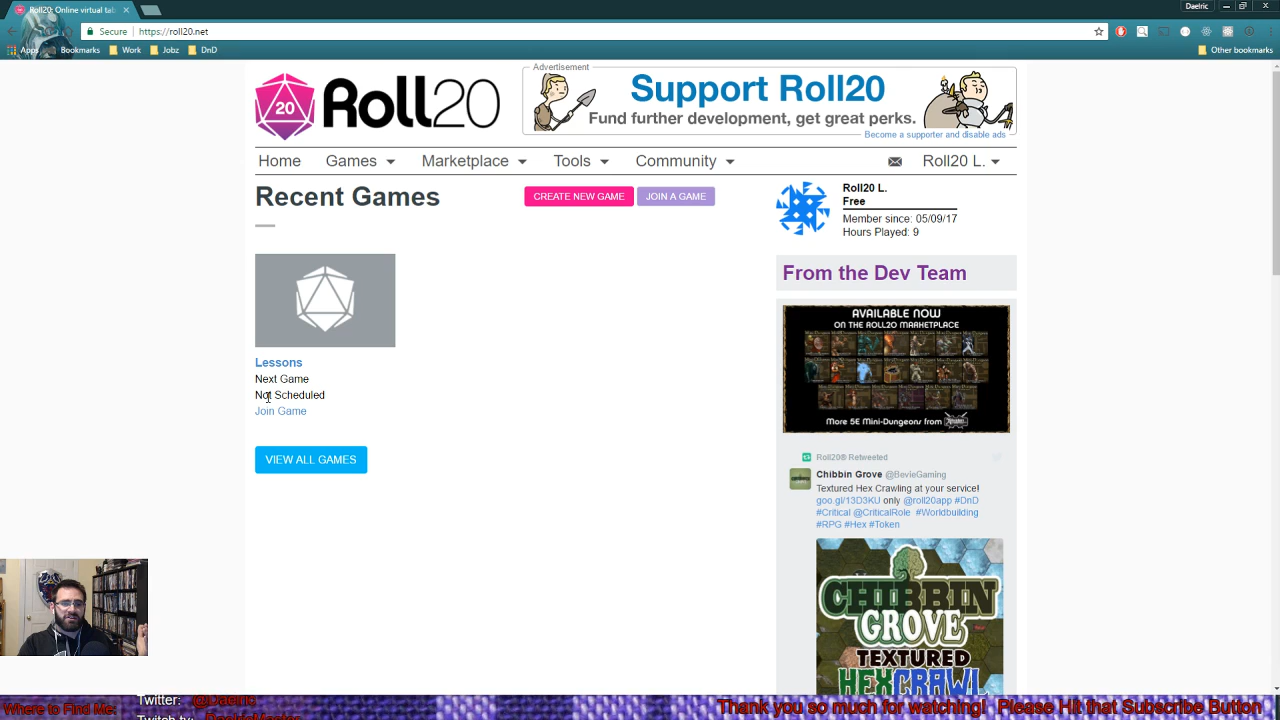 Roll20: Online virtual tab
Daelric
Secure
https://roll20.net
Apps
Bookmarks
Work
Jobz
DnD
Other bookmarks
20
Roll20
Advertisement
Support Roll20
Fund further development, get great perks.
Become a supporter and disable ads
Home
Games
Marketplace
Tools
Community
Roll20 L.
Recent Games
CREATE NEW GAME
JOIN A GAME
Roll20 L.
Free
Member since: 05/09/17
Hours Played: 9
From the Dev Team
Lessons
Next Game
Not Scheduled
Join Game
VIEW ALL GAMES
AVAILABLE NOW
ON THE ROLL20 MARKETPLACE
More 5E Mini-Dungeons from
Roll20® Retweeted
Chibbin Grove @BevieGaming
Textured Hex Crawling at your service!
goo.gl/13D3KU only @roll20app #DnD
#Critical @CriticalRole #Worldbuilding
#RPG #Hex #Token
CHIBBIN
GROVE
TEXTURED
HEXCRAWL
Where to Find Me:
Twitter: @Daelric
Twitch.tv:
Thank you so much for watching! Please Hit that Subscribe Button